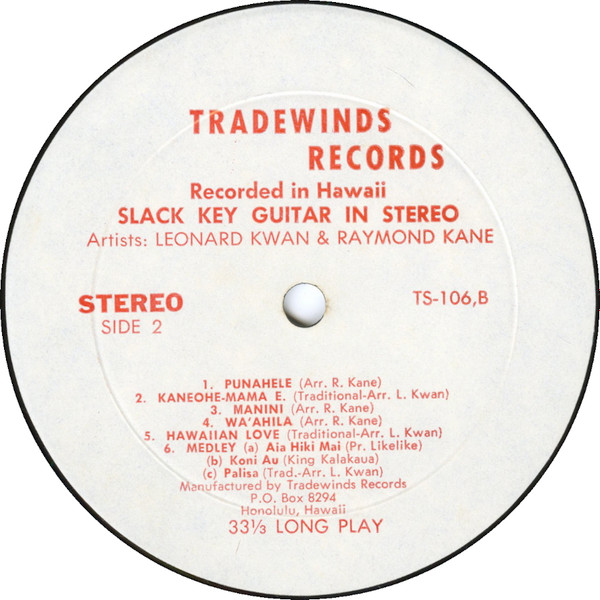 TRADEWINDS
RECORDS
Recorded in Hawaii
SLACK KEY GUITAR IN STEREO
Artists: LEONARD KWAN & RAYMOND KANE
STEREO
SIDE 2
TS-106,B
1. PUNAHELE (Arr. R. Kane)
2. KANEOHE-MAMA E. (Traditional-Arr. L. Kwan)
3. MANINI (Arr. R. Kane)
4. WA'AHILA (Arr. R. Kane)
5. HAWAIIAN LOVE (Traditional-Arr. L. Kwan)
6. MEDLEY (a) Aia Hiki Mai (Pr. Likelike)
(b) Koni Au (King Kalakaua)
(c) Palisa (Trad.-Arr. L. Kwan)
Manufactured by Tradewinds Records
P.O. Box 8294
Honolulu, Hawaii
33⅓ LONG PLAY